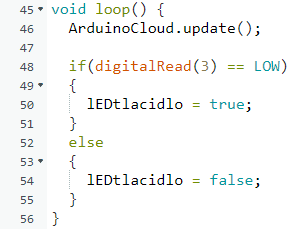 45 void loop() {
46 ArduinoCloud.update();
47
48 if(digitalRead(3) == LOW)
49 {
50 lEDtlacidlo = true;
51 }
52 else
53 {
54 lEDtlacidlo = false;
55 }
56 }